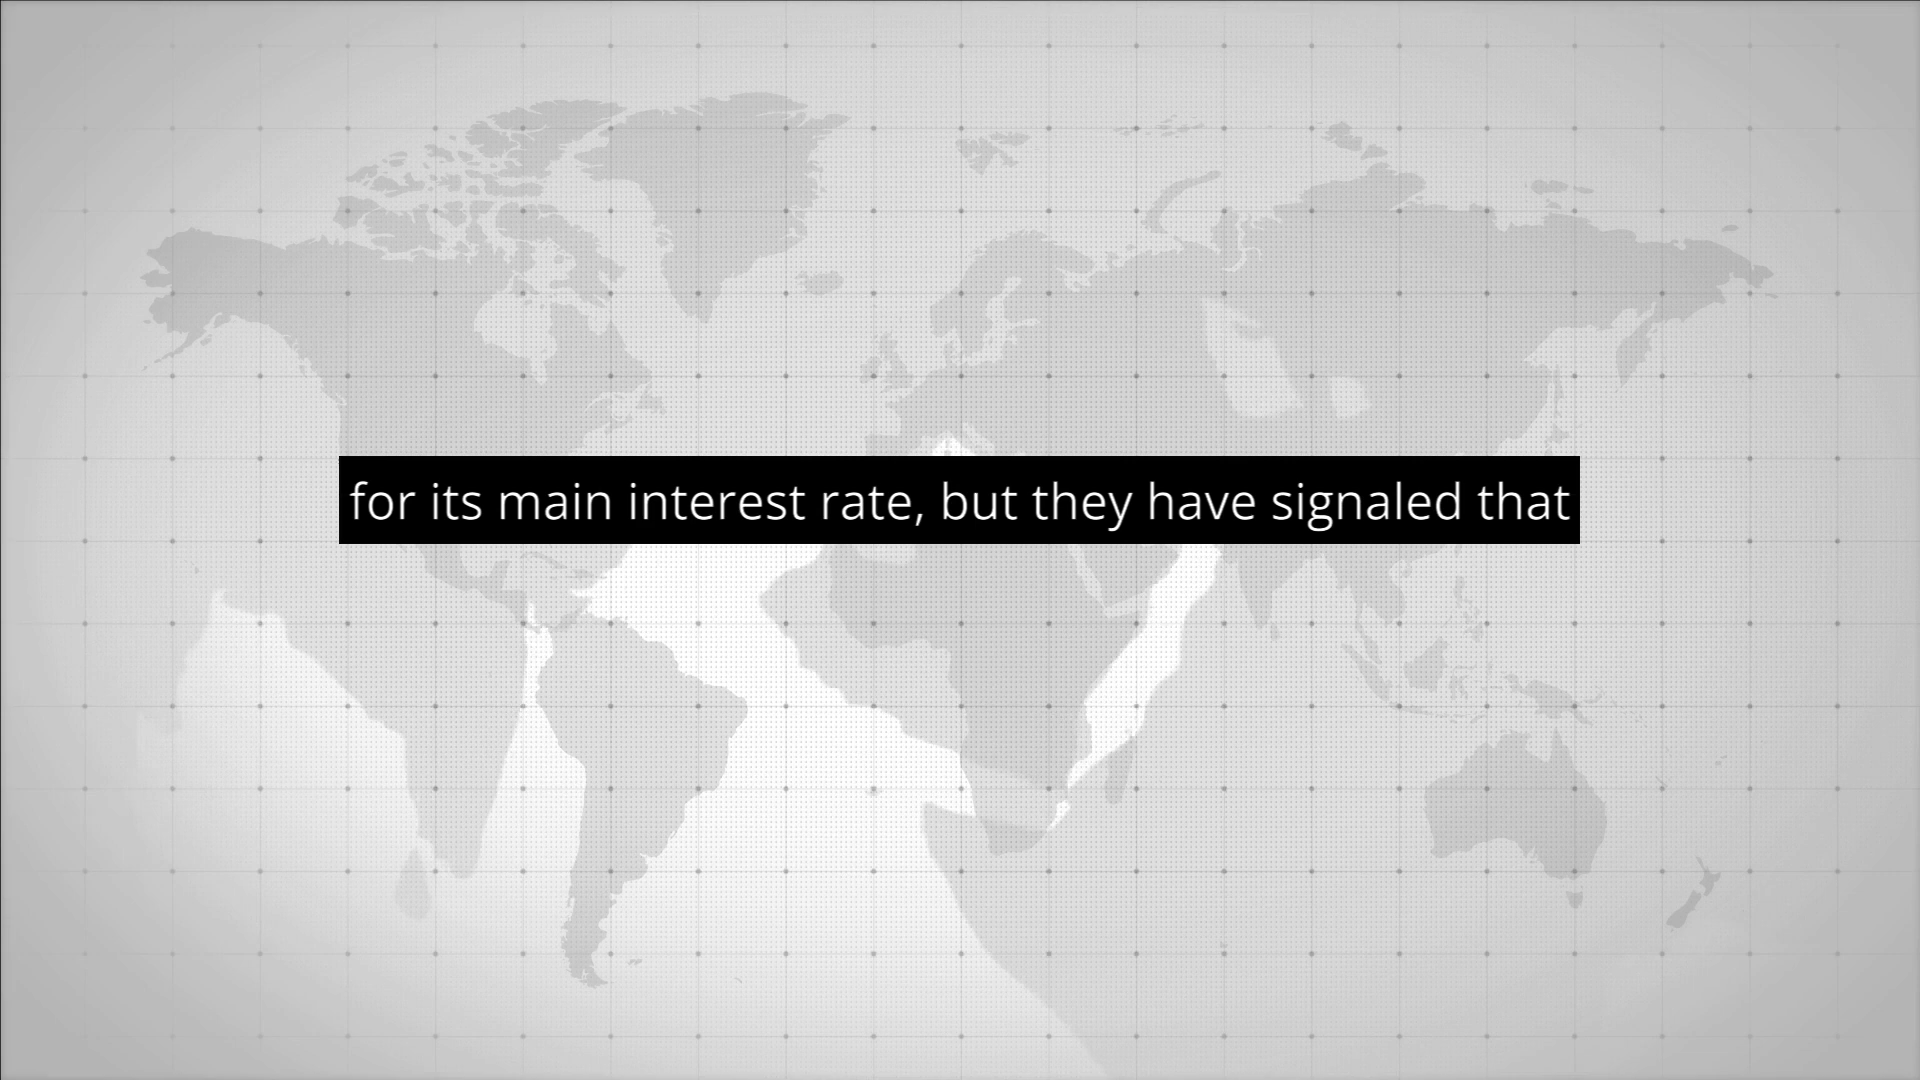 for its main interest rate, but they have signaled that